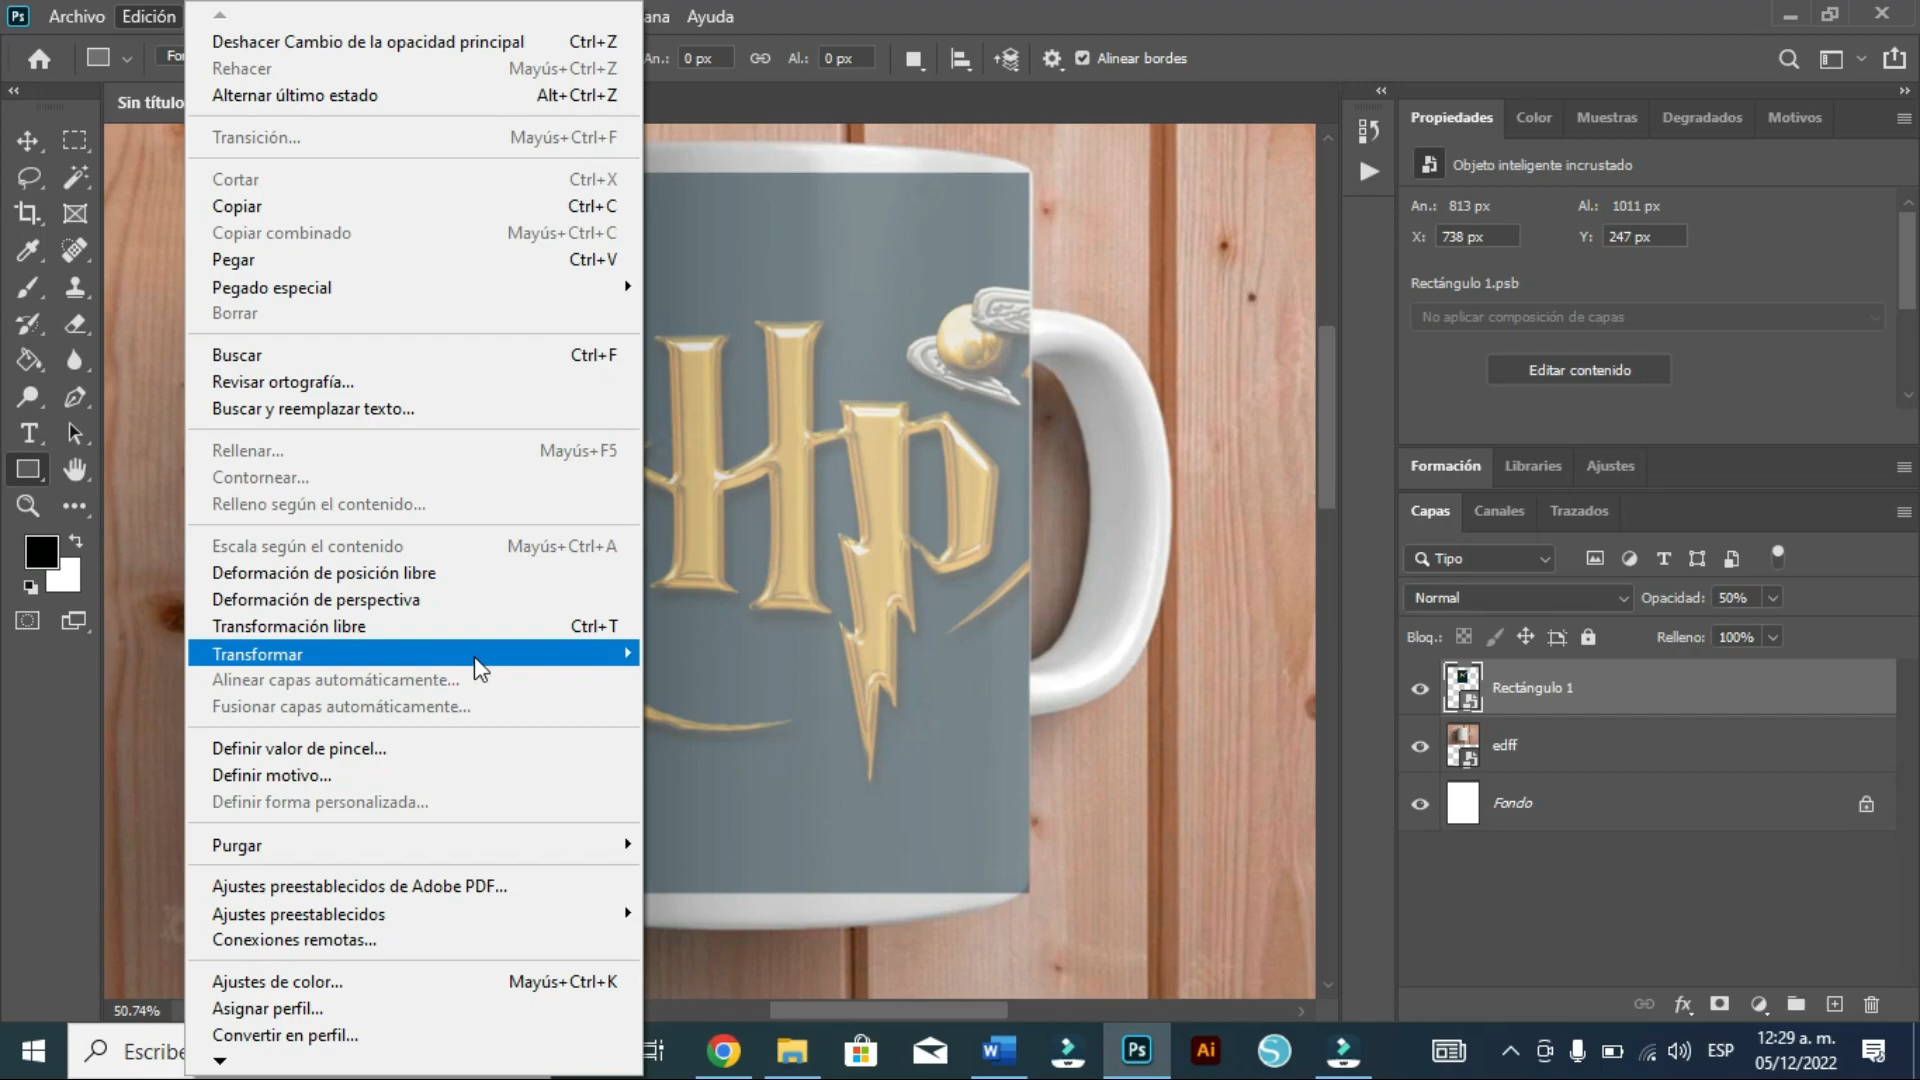 Ps
Archivo
Edición
ana
Ayuda
An.:
0 px
Al.:
0 px
Alinear bordes
Sin título
Deshacer Cambio de la opacidad principal Ctrl+Z
Rehacer Mayús+Ctrl+Z
Alternar último estado Alt+Ctrl+Z
Transición... Mayús+Ctrl+F
Cortar Ctrl+X
Copiar Ctrl+C
Copiar combinado Mayús+Ctrl+C
Pegar Ctrl+V
Pegado especial
Borrar
Buscar Ctrl+F
Revisar ortografía...
Buscar y reemplazar texto...
Rellenar... Mayús+F5
Contornear...
Relleno según el contenido...
Escala según el contenido Mayús+Ctrl+A
Deformación de posición libre
Deformación de perspectiva
Transformación libre Ctrl+T
Transformar
Alinear capas automáticamente...
Fusionar capas automáticamente...
Definir valor de pincel...
Definir motivo...
Definir forma personalizada...
Purgar
Ajustes preestablecidos de Adobe PDF...
Ajustes preestablecidos
Conexiones remotas...
Ajustes de color... Mayús+Ctrl+K
Asignar perfil...
Convertir en perfil...
Hp
50.74%
Propiedades Color Muestras Degradados Motivos
Objeto inteligente incrustado
An.: 813 px Al.: 1011 px
X: 738 px Y: 247 px
Rectángulo 1.psb
No aplicar composición de capas
Editar contenido
Formación Libraries Ajustes
Capas Canales Trazados
Tipo
Normal Opacidad: 50%
Bloq.: Relleno: 100%
Rectángulo 1
edff
Fondo
Escribe
Ps
Ai
ESP
12:29 a. m.
05/12/2022